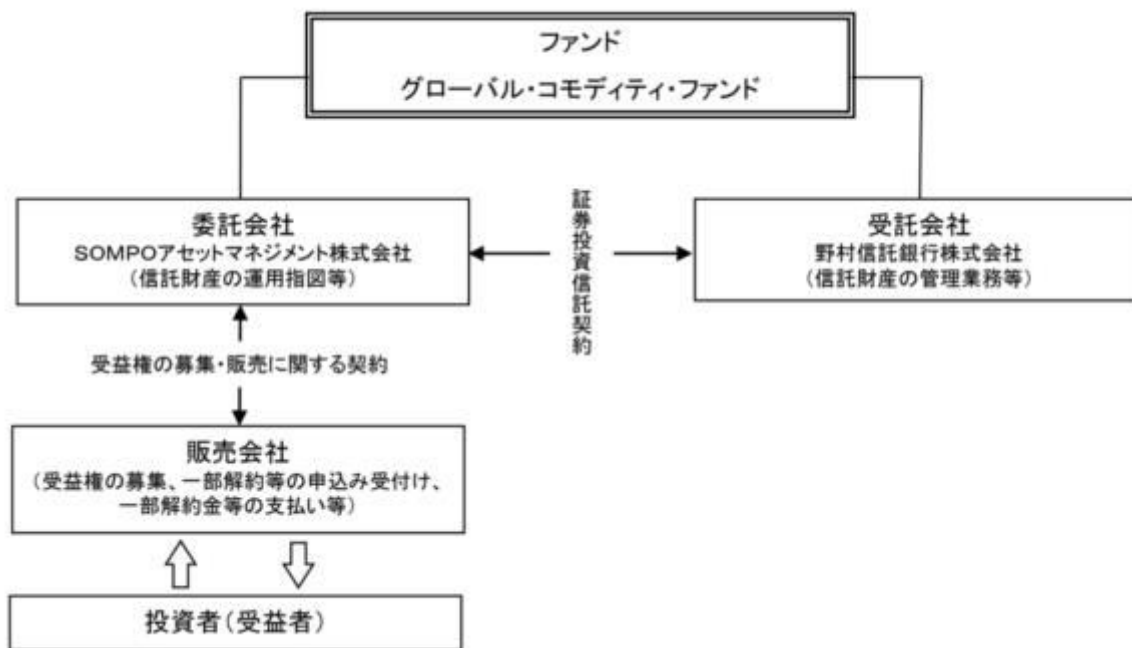 ファンド
グローバル・コモディティ・ファンド
委託会社
SOMPOアセットマネジメント株式会社
(信託財産の運用指図等)
証券投資信託契約
受託会社
野村信託銀行株式会社
(信託財産の管理業務等)
受益権の募集・販売に関する契約
販売会社
(受益権の募集、一部解約等の申込み受付け、
一部解約金等の支払い等)
投資者(受益者)